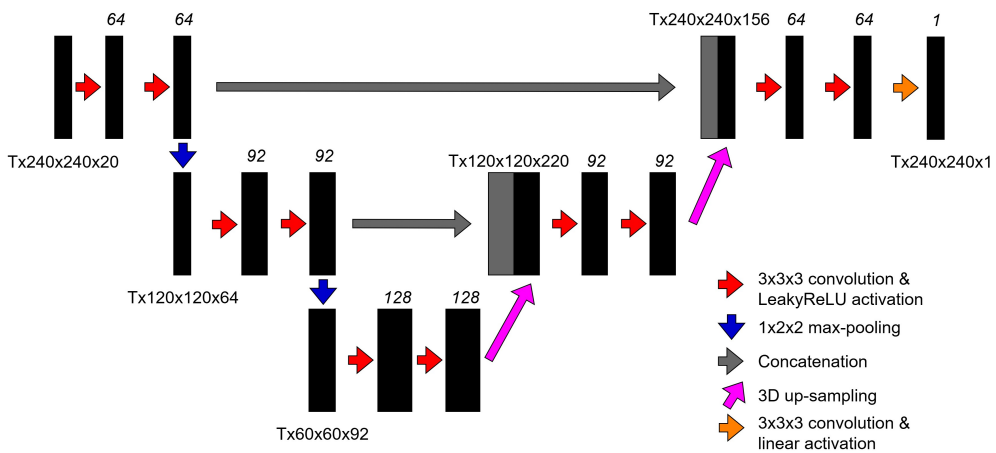 64
64
Tx240x240x156
64
64
1
Tx240x240x20
92
92
Tx120x120x220
92
92
Tx240x240x1
Tx120x120x64
128
128
Tx60x60x92
3x3x3 convolution &
LeakyReLU activation
1x2x2 max-pooling
Concatenation
3D up-sampling
3x3x3 convolution &
linear activation